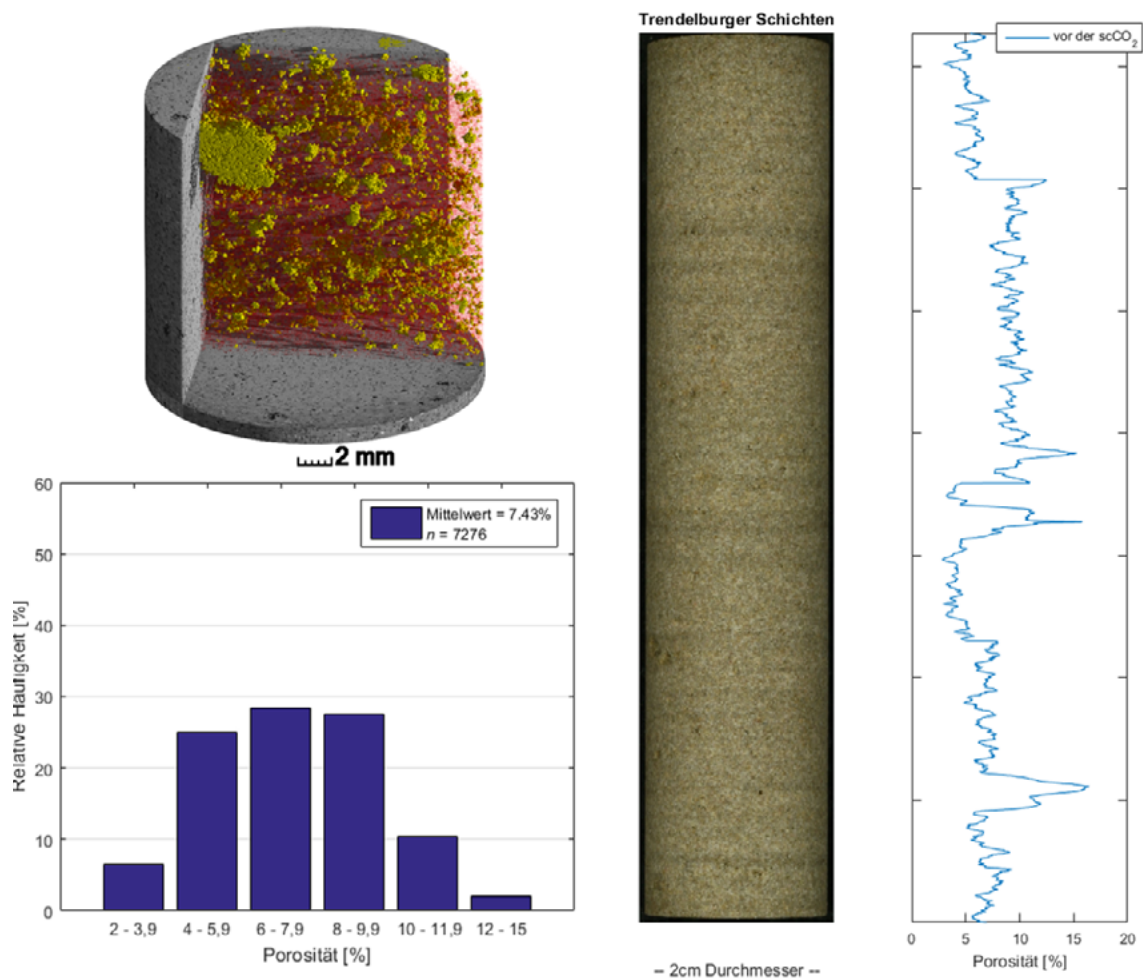 Trendelburger Schichten
vor der scCO2
2 mm
60
50
40
30
20
10
0
Relative Häufigkeit [%]
Mittelwert = 7.43%
n = 7276
2 - 3,9
4 - 5,9
6 - 7,9
8 - 9,9
10 - 11,9
12 - 15
Porosität [%]
-- 2cm Durchmesser --
0
5
10
15
20
Porosität [%]